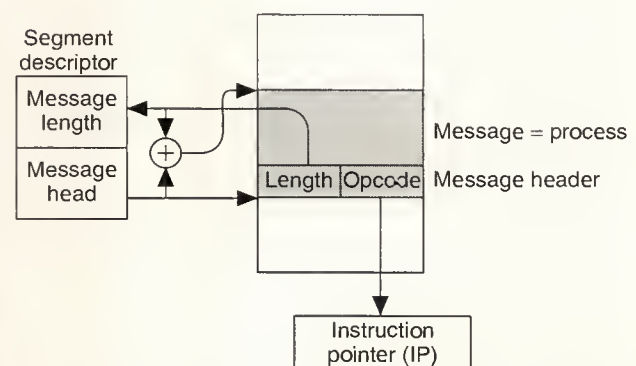 Segment
descriptor
Message
length
Message
head
+
Length
Opcode
Message = process
Message header
Instruction
pointer (IP)